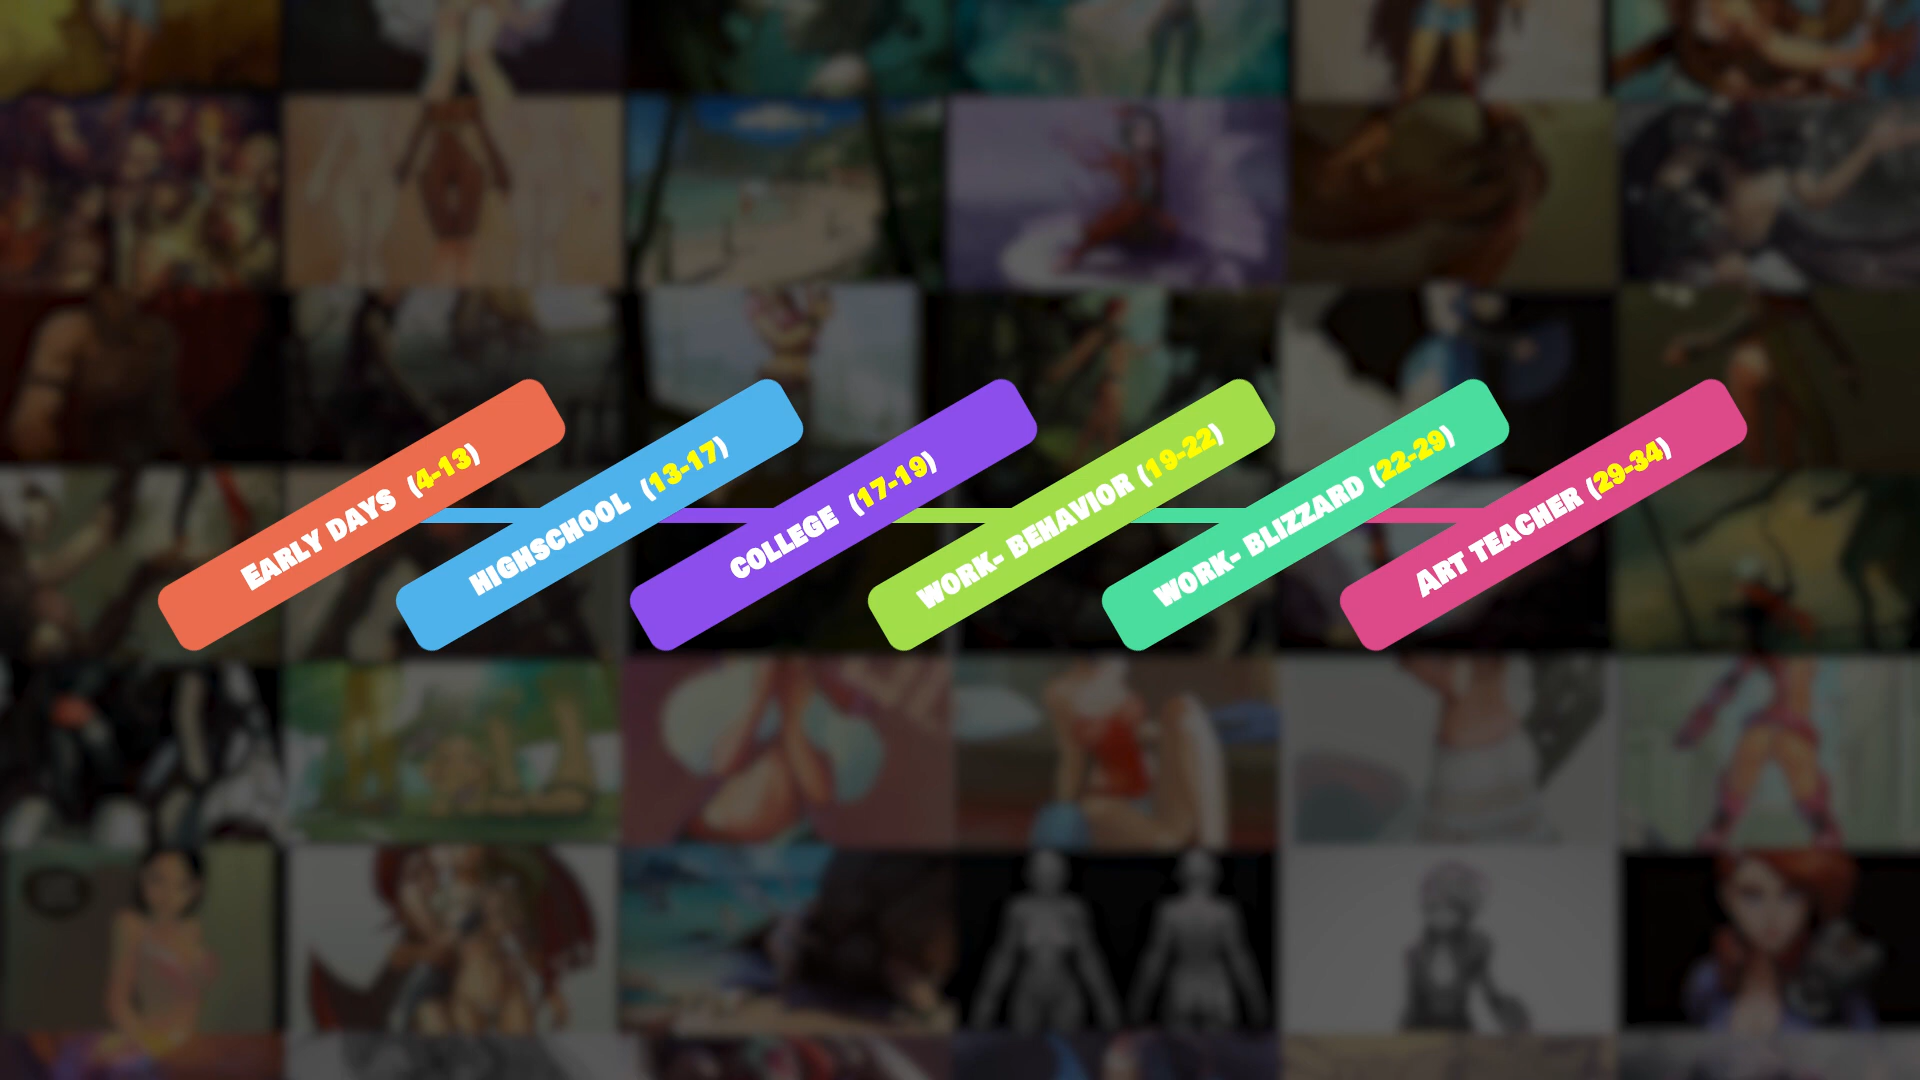 EARLY DAYS (4-13)
HIGHSCHOOL (13-17)
COLLEGE (17-19)
WORK- BEHAVIOR (19-22)
WORK- BLIZZARD (22-29)
ART TEACHER (29-34)